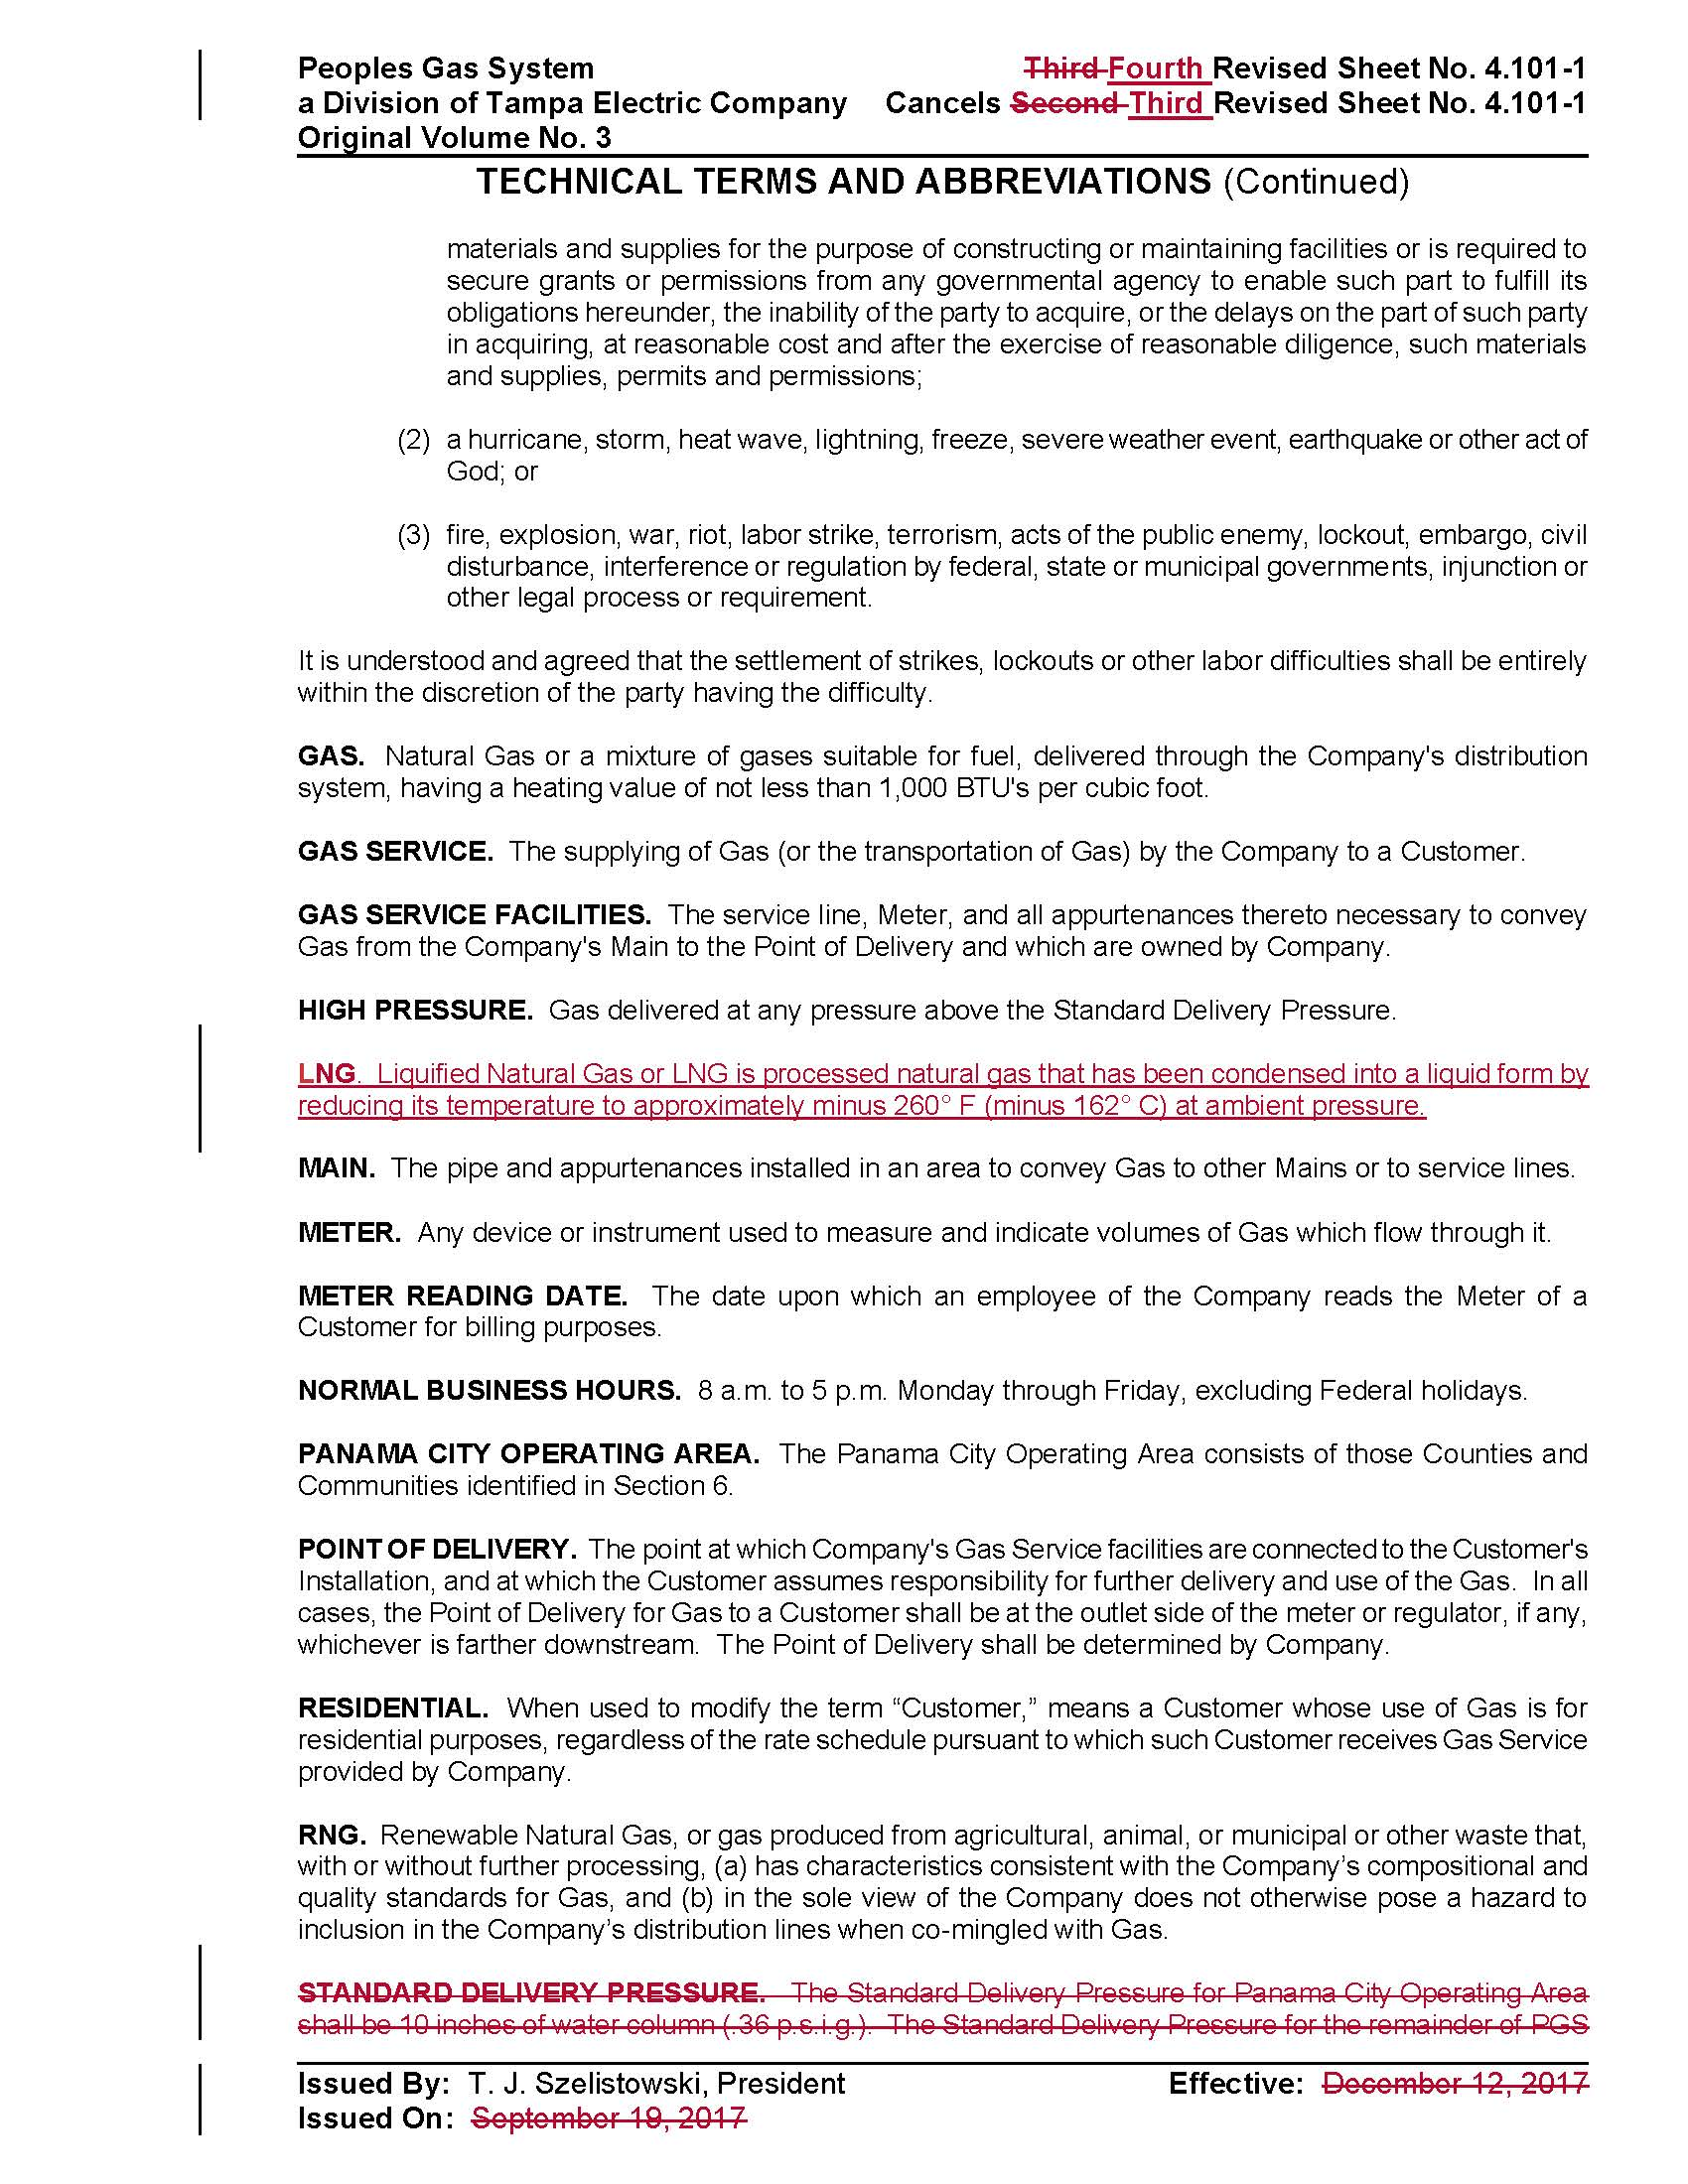 Peoples Gas System Third Fourth Revised Sheet No. 4.101-1
a Division of Tampa Electric Company Cancels Second Third Revised Sheet No. 4.101-1
Original Volume No. 3
TECHNICAL TERMS AND ABBREVIATIONS (Continued)
materials and supplies for the purpose of constructing or maintaining facilities or is required to
secure grants or permissions from any governmental agency to enable such part to fulfill its
obligations hereunder, the inability of the party to acquire, or the delays on the part of such party
in acquiring, at reasonable cost and after the exercise of reasonable diligence, such materials
and supplies, permits and permissions;
(2) a hurricane, storm, heat wave, lightning, freeze, severe weather event, earthquake or other act of
God; or
(3) fire, explosion, war, riot, labor strike, terrorism, acts of the public enemy, lockout, embargo, civil
disturbance, interference or regulation by federal, state or municipal governments, injunction or
other legal process or requirement.
It is understood and agreed that the settlement of strikes, lockouts or other labor difficulties shall be entirely
within the discretion of the party having the difficulty.
GAS. Natural Gas or a mixture of gases suitable for fuel, delivered through the Company's distribution
system, having a heating value of not less than 1,000 BTU's per cubic foot.
GAS SERVICE. The supplying of Gas (or the transportation of Gas) by the Company to a Customer.
GAS SERVICE FACILITIES. The service line, Meter, and all appurtenances thereto necessary to convey
Gas from the Company's Main to the Point of Delivery and which are owned by Company.
HIGH PRESSURE. Gas delivered at any pressure above the Standard Delivery Pressure.
LNG. Liquified Natural Gas or LNG is processed natural gas that has been condensed into a liquid form by
reducing its temperature to approximately minus 260° F (minus 162° C) at ambient pressure.
MAIN. The pipe and appurtenances installed in an area to convey Gas to other Mains or to service lines.
METER. Any device or instrument used to measure and indicate volumes of Gas which flow through it.
METER READING DATE. The date upon which an employee of the Company reads the Meter of a
Customer for billing purposes.
NORMAL BUSINESS HOURS. 8 a.m. to 5 p.m. Monday through Friday, excluding Federal holidays.
PANAMA CITY OPERATING AREA. The Panama City Operating Area consists of those Counties and
Communities identified in Section 6.
POINT OF DELIVERY. The point at which Company's Gas Service facilities are connected to the Customer's
Installation, and at which the Customer assumes responsibility for further delivery and use of the Gas. In all
cases, the Point of Delivery for Gas to a Customer shall be at the outlet side of the meter or regulator, if any,
whichever is farther downstream. The Point of Delivery shall be determined by Company.
RESIDENTIAL. When used to modify the term “Customer,” means a Customer whose use of Gas is for
residential purposes, regardless of the rate schedule pursuant to which such Customer receives Gas Service
provided by Company.
RNG. Renewable Natural Gas, or gas produced from agricultural, animal, or municipal or other waste that,
with or without further processing, (a) has characteristics consistent with the Company’s compositional and
quality standards for Gas, and (b) in the sole view of the Company does not otherwise pose a hazard to
inclusion in the Company’s distribution lines when co-mingled with Gas.
STANDARD DELIVERY PRESSURE. The Standard Delivery Pressure for Panama City Operating Area
shall be 10 inches of water column (.36 p.s.i.g.). The Standard Delivery Pressure for the remainder of PGS
Issued By: T. J. Szelistowski, President Effective: December 12, 2017
Issued On: September 19, 2017